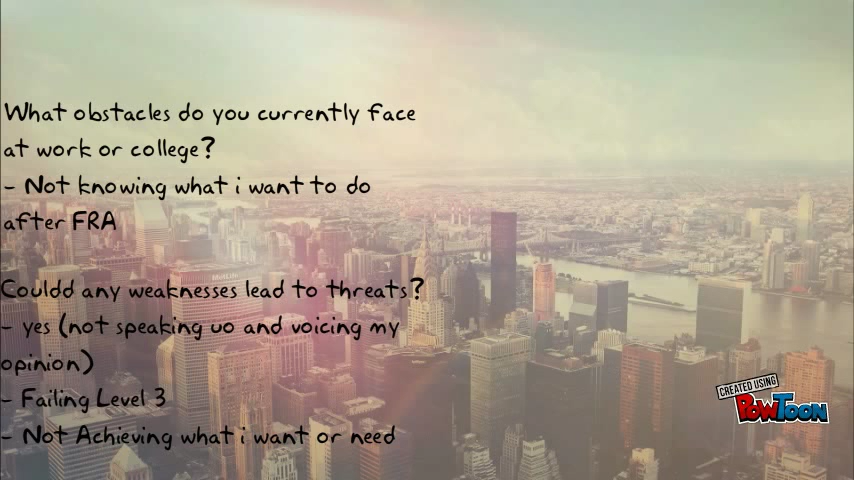 What obstacles do you currently face
at work or college?
- Not knowing what i want to do
after FRA
Couldd any weaknesses lead to threats?
- yes (not speaking uo and voicing my
opinion)
- Failing Level 3
- Not Achieving what i want or need
MetLife
CREATED USING
POWTOON